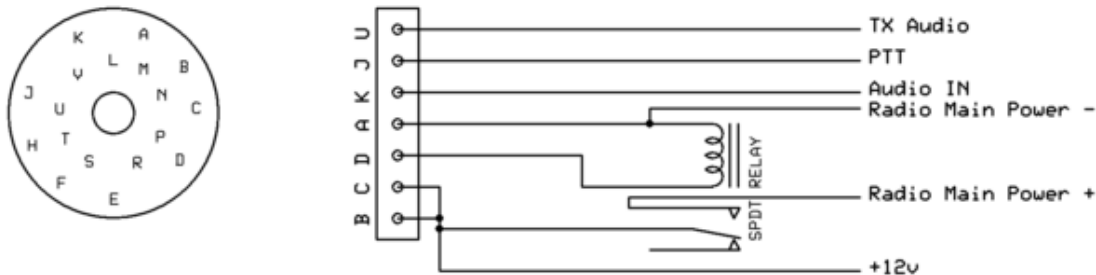 K A
L
V M B
J N
U C
T P
H S R D
F
E
U TX Audio
J PTT
K Audio IN
Radio Main Power -
A
D
C
B
SPDT RELAY
Radio Main Power +
+12v